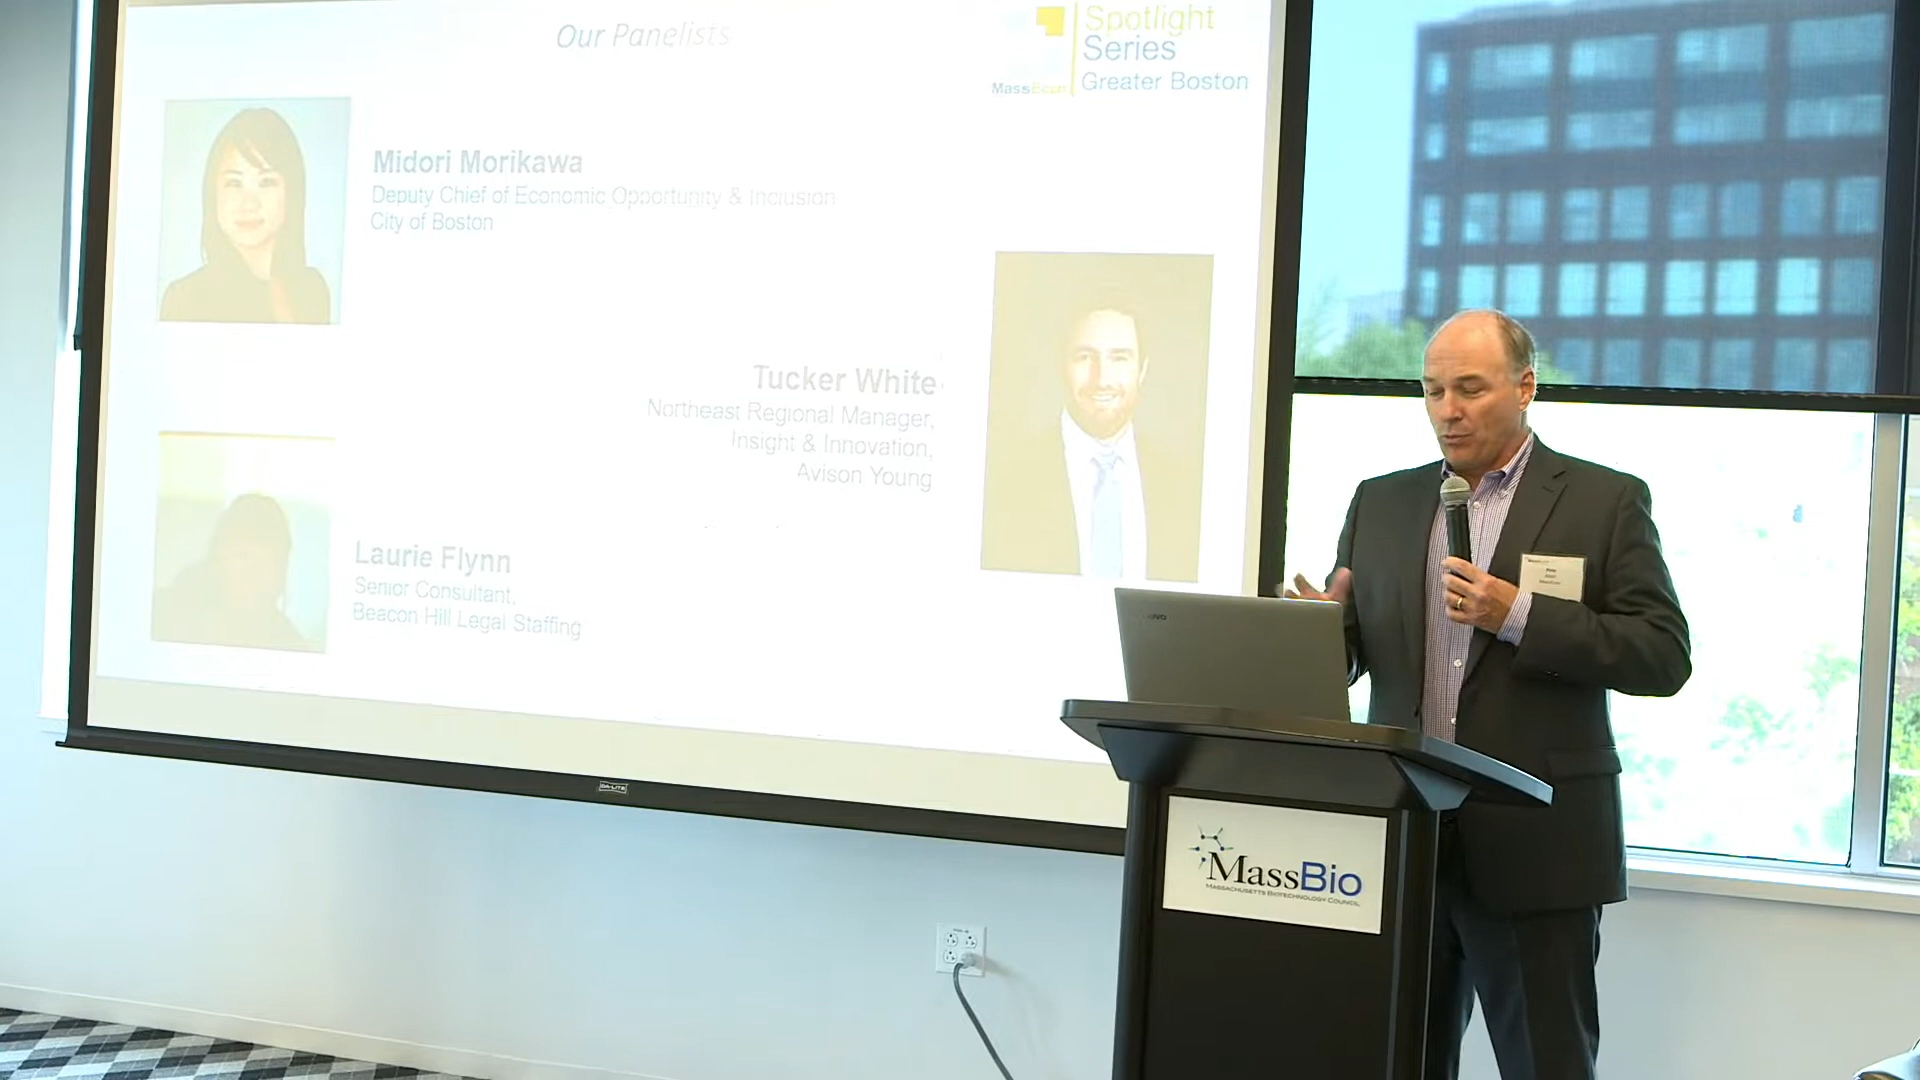 Our Panelists
Spotlight
Series
Greater Boston
MassEcon
Midori Morikawa
Deputy Chief of Economic Opportunity & Inclusion
City of Boston
Tucker White
Northeast Regional Manager,
Insight & Innovation,
Avison Young
Laurie Flynn
Senior Consultant,
Beacon Hill Legal Staffing
DA-LITE
MassBio
MASSACHUSETTS BIOTECHNOLOGY COUNCIL